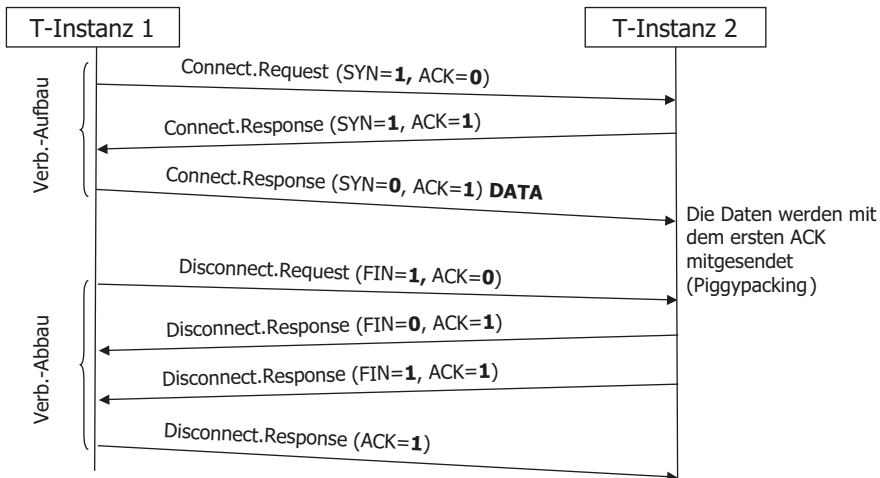 T-Instanz 1
T-Instanz 2
Verb.-Aufbau
Connect.Request (SYN=1, ACK=0)
Connect.Response (SYN=1, ACK=1)
Connect.Response (SYN=0, ACK=1) DATA
Die Daten werden mit
dem ersten ACK
mitgesendet
(Piggypacking)
Verb.-Abbau
Disconnect.Request (FIN=1, ACK=0)
Disconnect.Response (FIN=0, ACK=1)
Disconnect.Response (FIN=1, ACK=1)
Disconnect.Response (ACK=1)